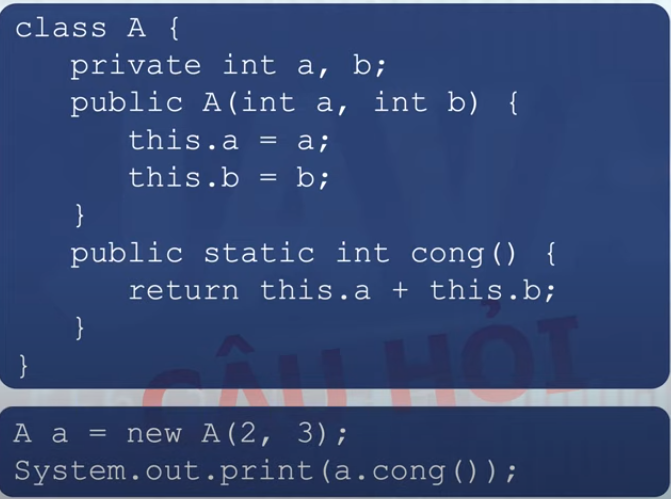 class A {
   private int a, b;
   public A(int a, int b) {
      this.a = a;
      this.b = b;
   }
   public static int cong() {
      return this.a + this.b;
   }
}
CÂU HỎI
A a = new A(2, 3);
System.out.print(a.cong());